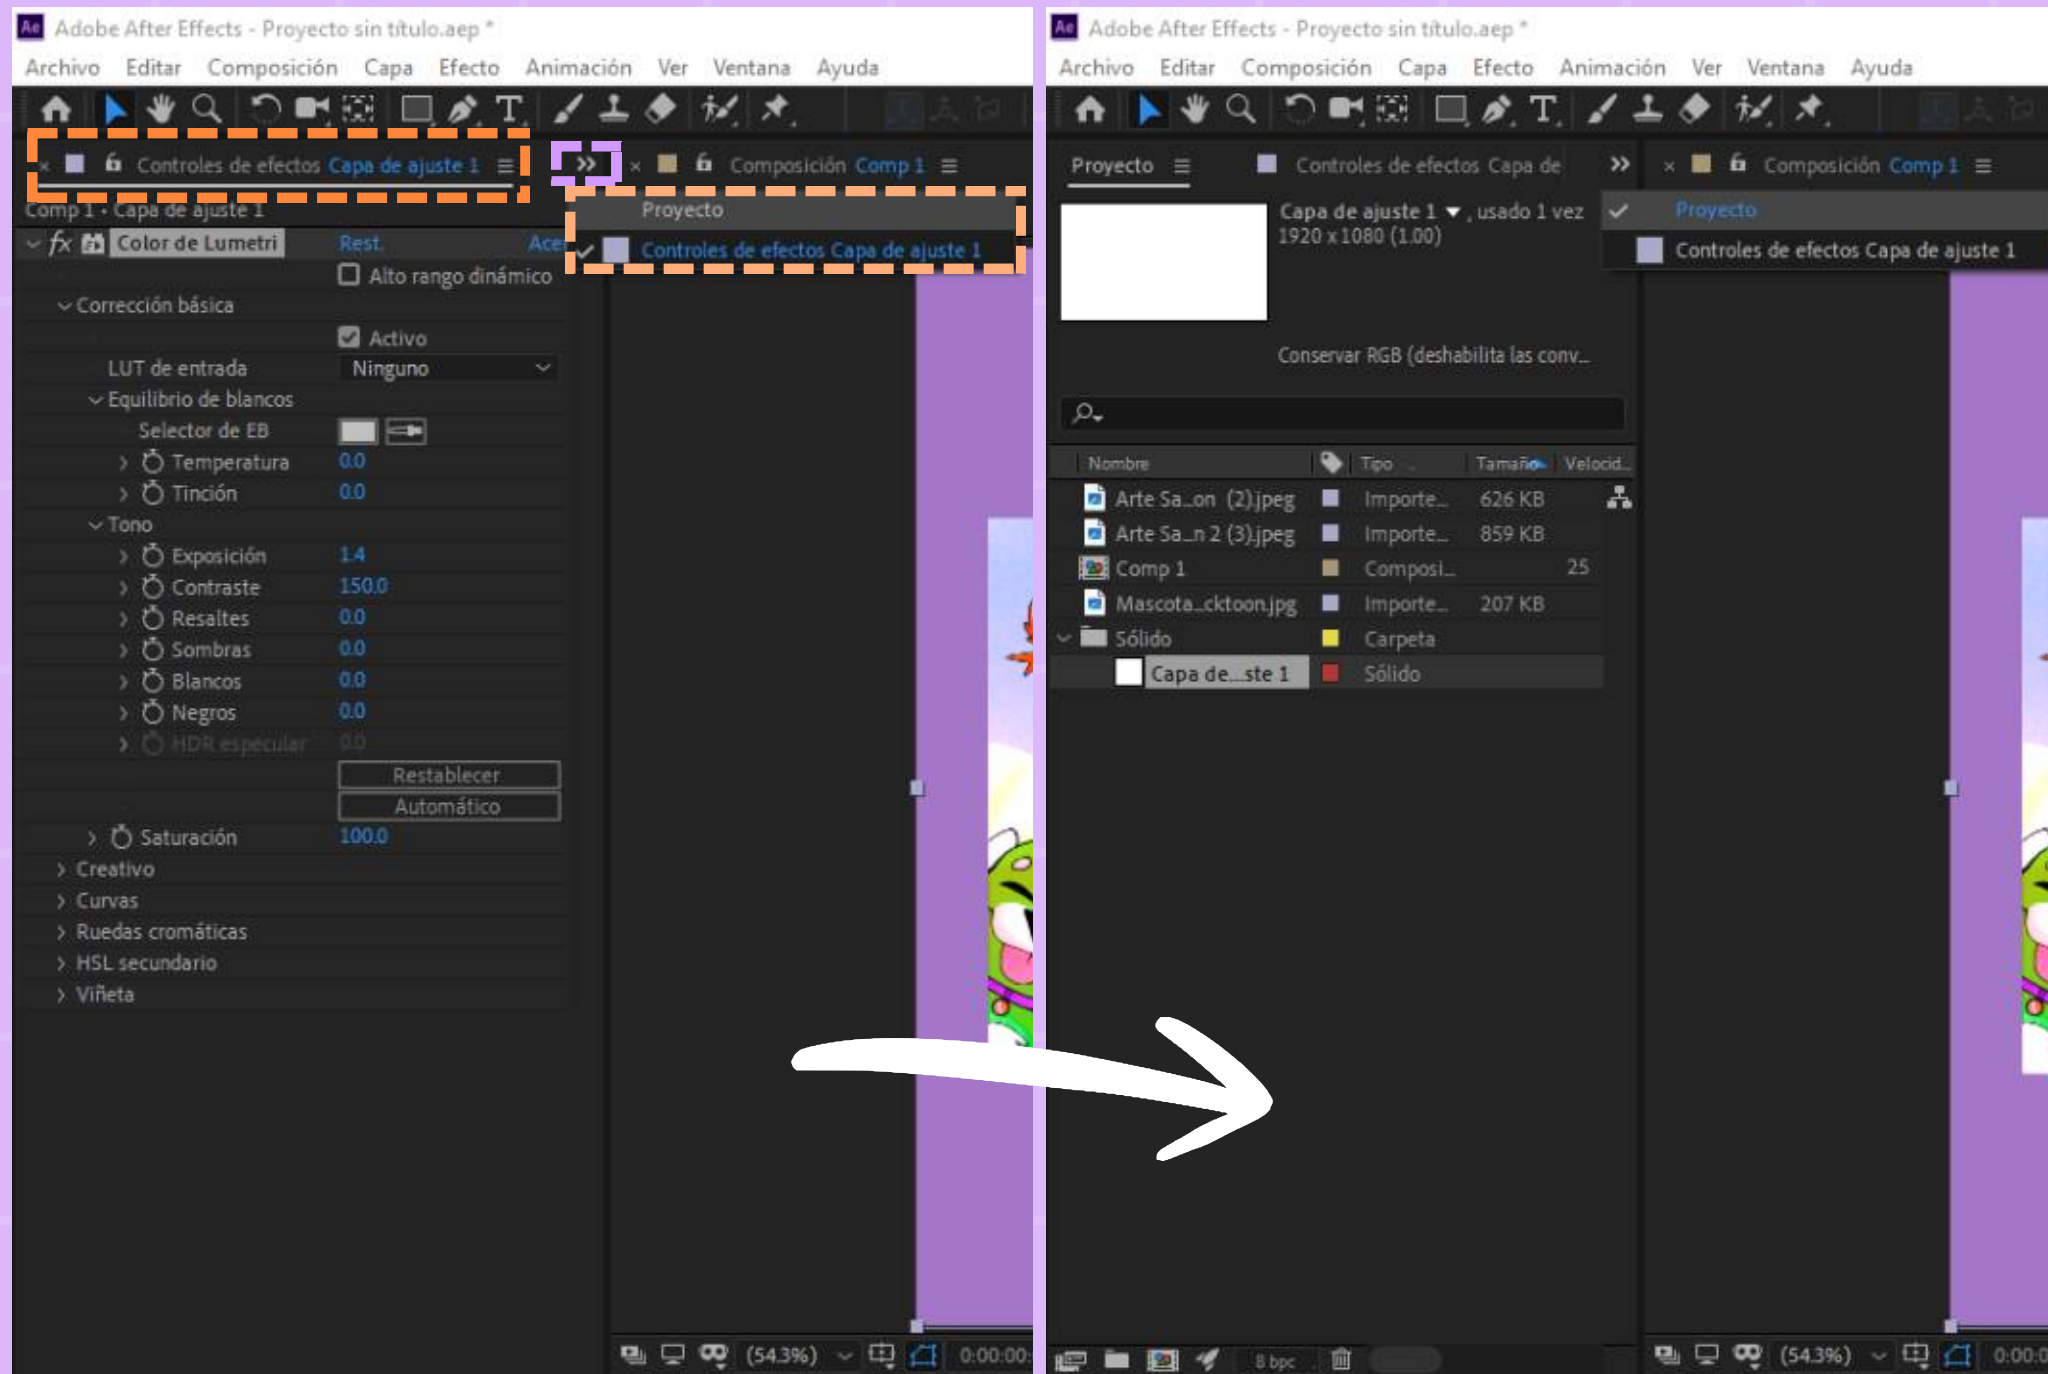 Ae Adobe After Effects - Proyecto sin título.aep *
Archivo Editar Composición Capa Efecto Animación Ver Ventana Ayuda
Controles de efectos Capa de ajuste 1
Composición Comp 1
Comp 1 • Capa de ajuste 1
Proyecto
Controles de efectos Capa de ajuste 1
fx Color de Lumetri Rest. Acer
Alto rango dinámico
Corrección básica
Activo
LUT de entrada Ninguno
Equilibrio de blancos
Selector de EB
Temperatura 0.0
Tinción 0.0
Tono
Exposición 1.4
Contraste 150.0
Resaltes 0.0
Sombras 0.0
Blancos 0.0
Negros 0.0
HDR especular 0.0
Restablecer
Automático
Saturación 100.0
Creativo
Curvas
Ruedas cromáticas
HSL secundario
Viñeta
(54.3%) 0:00:00:
Ae Adobe After Effects - Proyecto sin título.aep *
Archivo Editar Composición Capa Efecto Animación Ver Ventana Ayuda
Proyecto Controles de efectos Capa de
Composición Comp 1
Capa de ajuste 1 , usado 1 vez
1920 x 1080 (1.00)
Proyecto
Controles de efectos Capa de ajuste 1
Conservar RGB (deshabilita las conv...
Nombre Tipo Tamaño Velocid...
Arte Sa...on (2).jpeg Importe... 626 KB
Arte Sa...n 2 (3).jpeg Importe... 859 KB
Comp 1 Composi... 25
Mascota...cktoon.jpg Importe... 207 KB
Sólido Carpeta
Capa de...ste 1 Sólido
8 bpc
(54.3%) 0:00:0